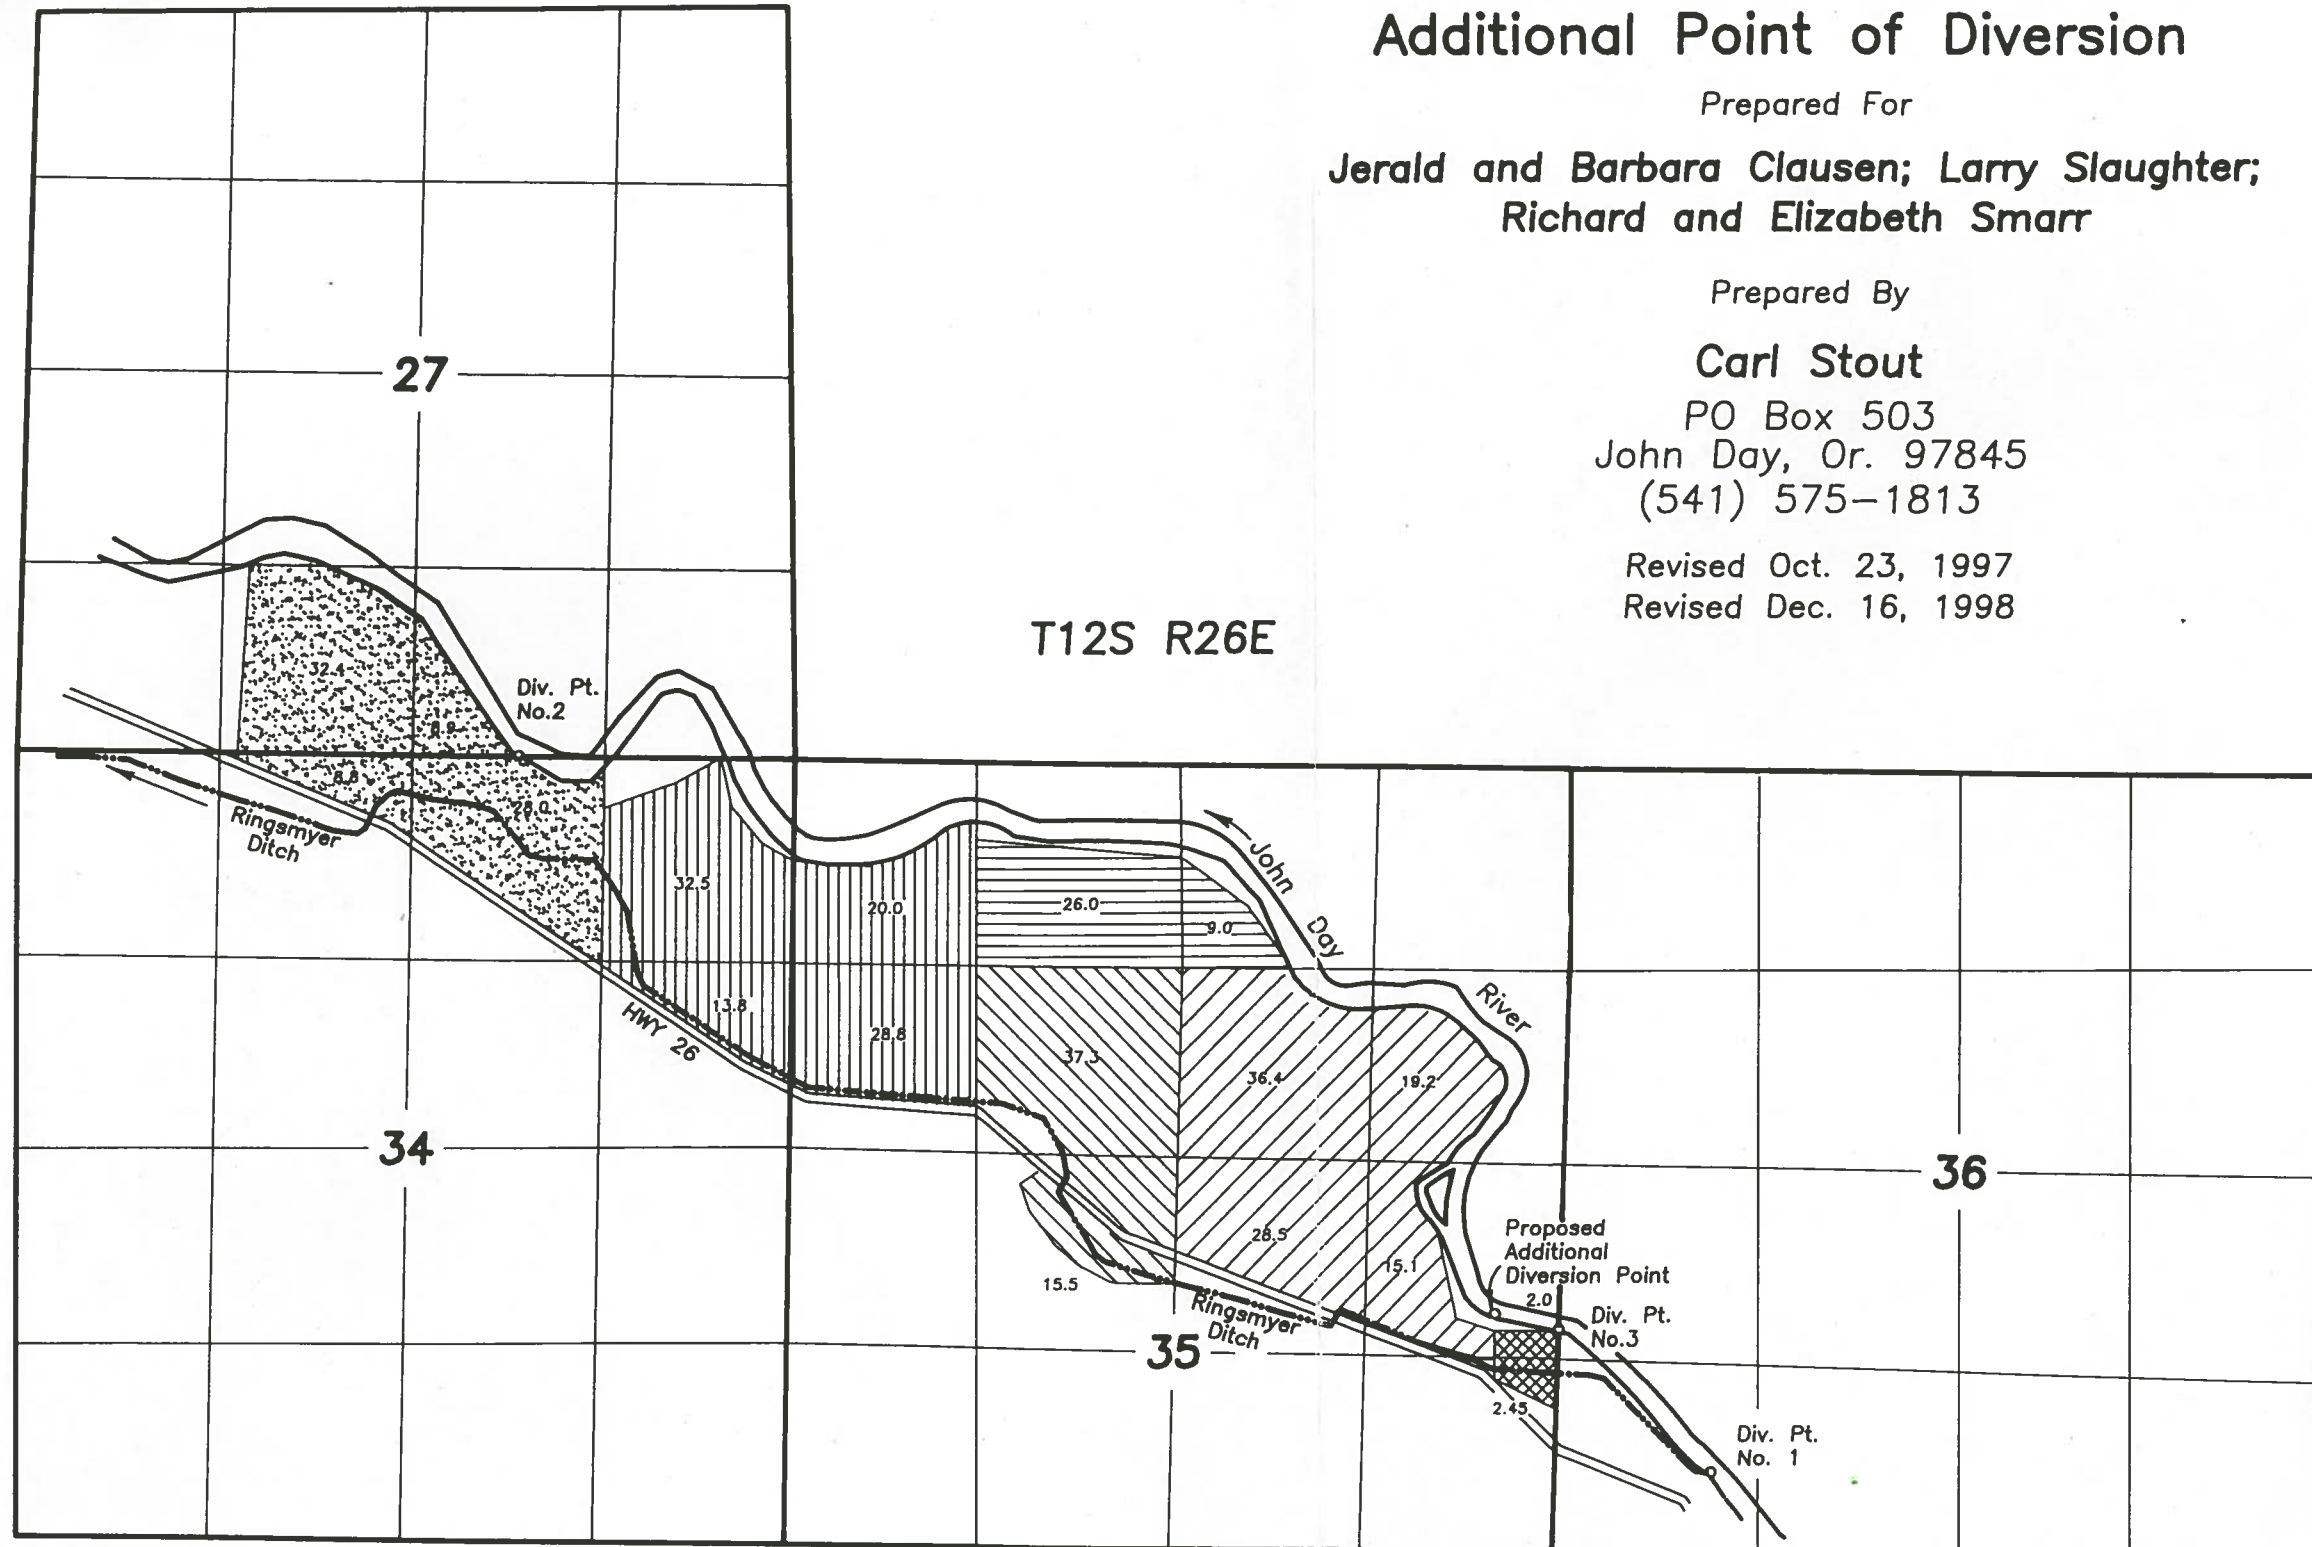 Additional Point of Diversion
Prepared For
Jerald and Barbara Clausen; Larry Slaughter;
Richard and Elizabeth Smarr
Prepared By
Carl Stout
PO Box 503
John Day, Or. 97845
(541) 575-1813
Revised Oct. 23, 1997
Revised Dec. 16, 1998
27
T12S R26E
32.4
Div. Pt.
No.2
8.9
8.8
28.0
Ringsmyer
Ditch
32.5
20.0
26.0
9.0
John
Day
River
13.8
28.8
HWY 26
37.3
36.4
19.2
34
36
28.5
15.1
15.5
Proposed
Additional
Diversion Point
2.0
Div. Pt.
No.3
Ringsmyer
Ditch
35
2.45
Div. Pt.
No. 1